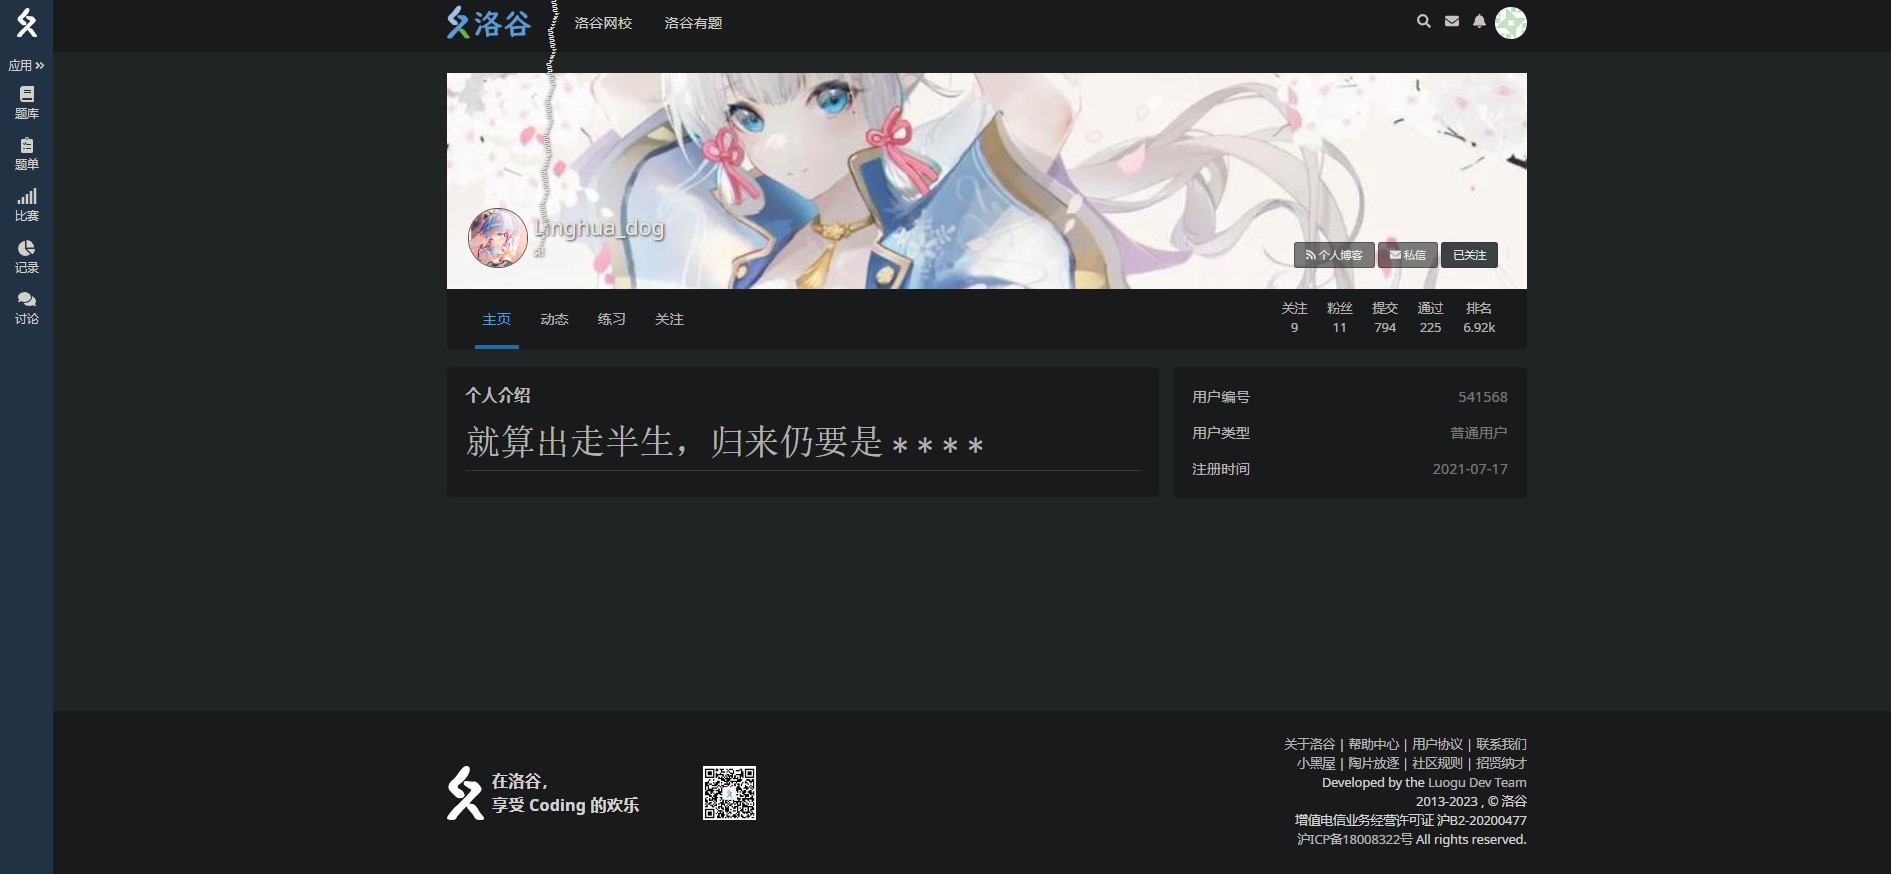 洛谷
洛谷网校
洛谷有题
应用
题库
题单
比赛
记录
讨论
Linghua_dog
个人博客
私信
已关注
主页
动态
练习
关注
关注
9
粉丝
11
提交
794
通过
225
排名
6.92k
个人介绍
就算出走半生，归来仍要是＊＊＊＊
用户编号 541568
用户类型 普通用户
注册时间 2021-07-17
在洛谷，
享受 Coding 的欢乐
关于洛谷 | 帮助中心 | 用户协议 | 联系我们
小黑屋 | 陶片放逐 | 社区规则 | 招贤纳才
Developed by the Luogu Dev Team
2013-2023 , © 洛谷
增值电信业务经营许可证 沪B2-20200477
沪ICP备18008322号 All rights reserved.